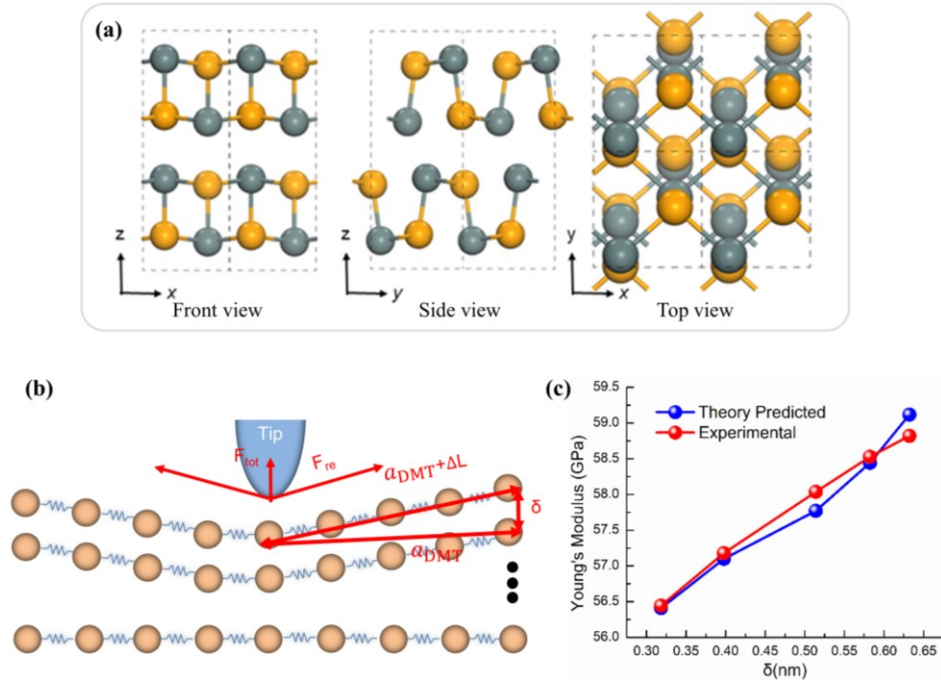 (a)
z
x
Front view
z
y
Side view
y
x
Top view
(b)
Tip
F_tot
F_re
a_DMT+ΔL
δ
a_DMT
(c)
Theory Predicted
Experimental
Young's Modulus (GPa)
59.5
59.0
58.5
58.0
57.5
57.0
56.5
56.0
0.30 0.35 0.40 0.45 0.50 0.55 0.60 0.65
δ(nm)